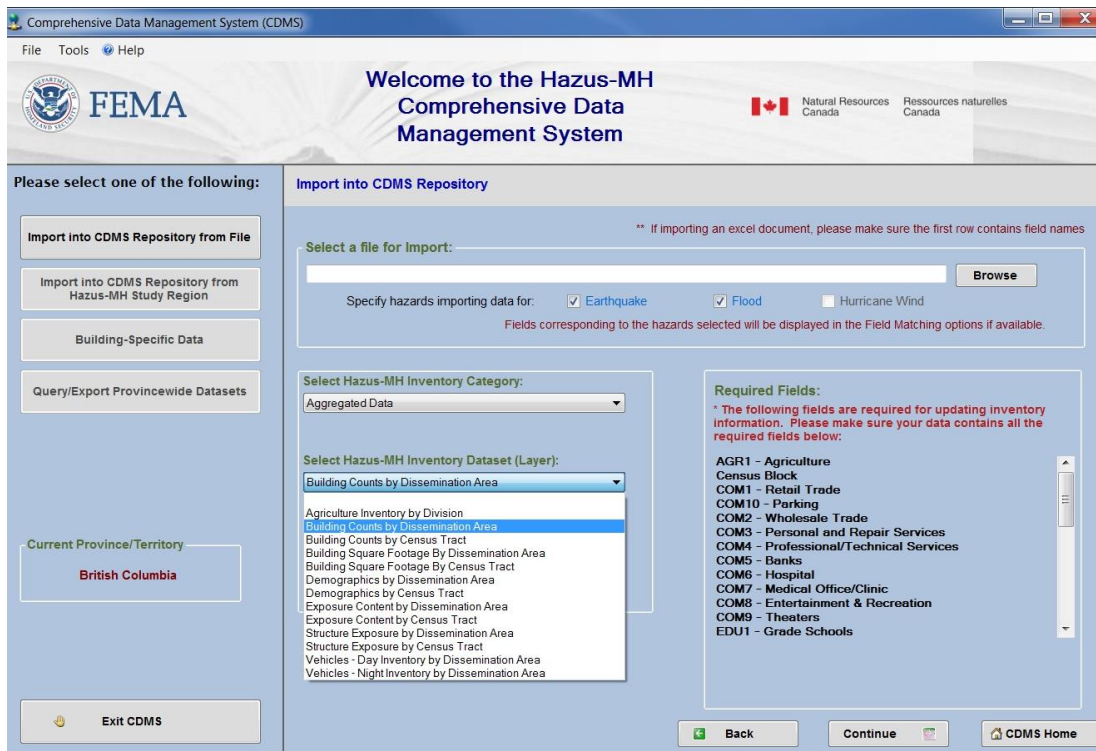 Comprehensive Data Management System (CDMS)
File Tools Help
FEMA
Welcome to the Hazus-MH
Comprehensive Data
Management System
Natural Resources
Canada
Ressources naturelles
Canada
Please select one of the following:
Import into CDMS Repository from File
Import into CDMS Repository from
Hazus-MH Study Region
Building-Specific Data
Query/Export Provincewide Datasets
Current Province/Territory
British Columbia
Exit CDMS
Import into CDMS Repository
** If importing an excel document, please make sure the first row contains field names
Select a file for Import:
Browse
Specify hazards importing data for: Earthquake Flood Hurricane Wind
Fields corresponding to the hazards selected will be displayed in the Field Matching options if available.
Select Hazus-MH Inventory Category:
Aggregated Data
Select Hazus-MH Inventory Dataset (Layer):
Building Counts by Dissemination Area
Agriculture Inventory by Division
Building Counts by Dissemination Area
Building Counts by Census Tract
Building Square Footage By Dissemination Area
Building Square Footage By Census Tract
Demographics by Dissemination Area
Demographics by Census Tract
Exposure Content by Dissemination Area
Exposure Content by Census Tract
Structure Exposure by Dissemination Area
Structure Exposure by Census Tract
Vehicles - Day Inventory by Dissemination Area
Vehicles - Night Inventory by Dissemination Area
Required Fields:
* The following fields are required for updating inventory
information. Please make sure your data contains all the
required fields below:
AGR1 - Agriculture
Census Block
COM1 - Retail Trade
COM10 - Parking
COM2 - Wholesale Trade
COM3 - Personal and Repair Services
COM4 - Professional/Technical Services
COM5 - Banks
COM6 - Hospital
COM7 - Medical Office/Clinic
COM8 - Entertainment & Recreation
COM9 - Theaters
EDU1 - Grade Schools
Back
Continue
CDMS Home